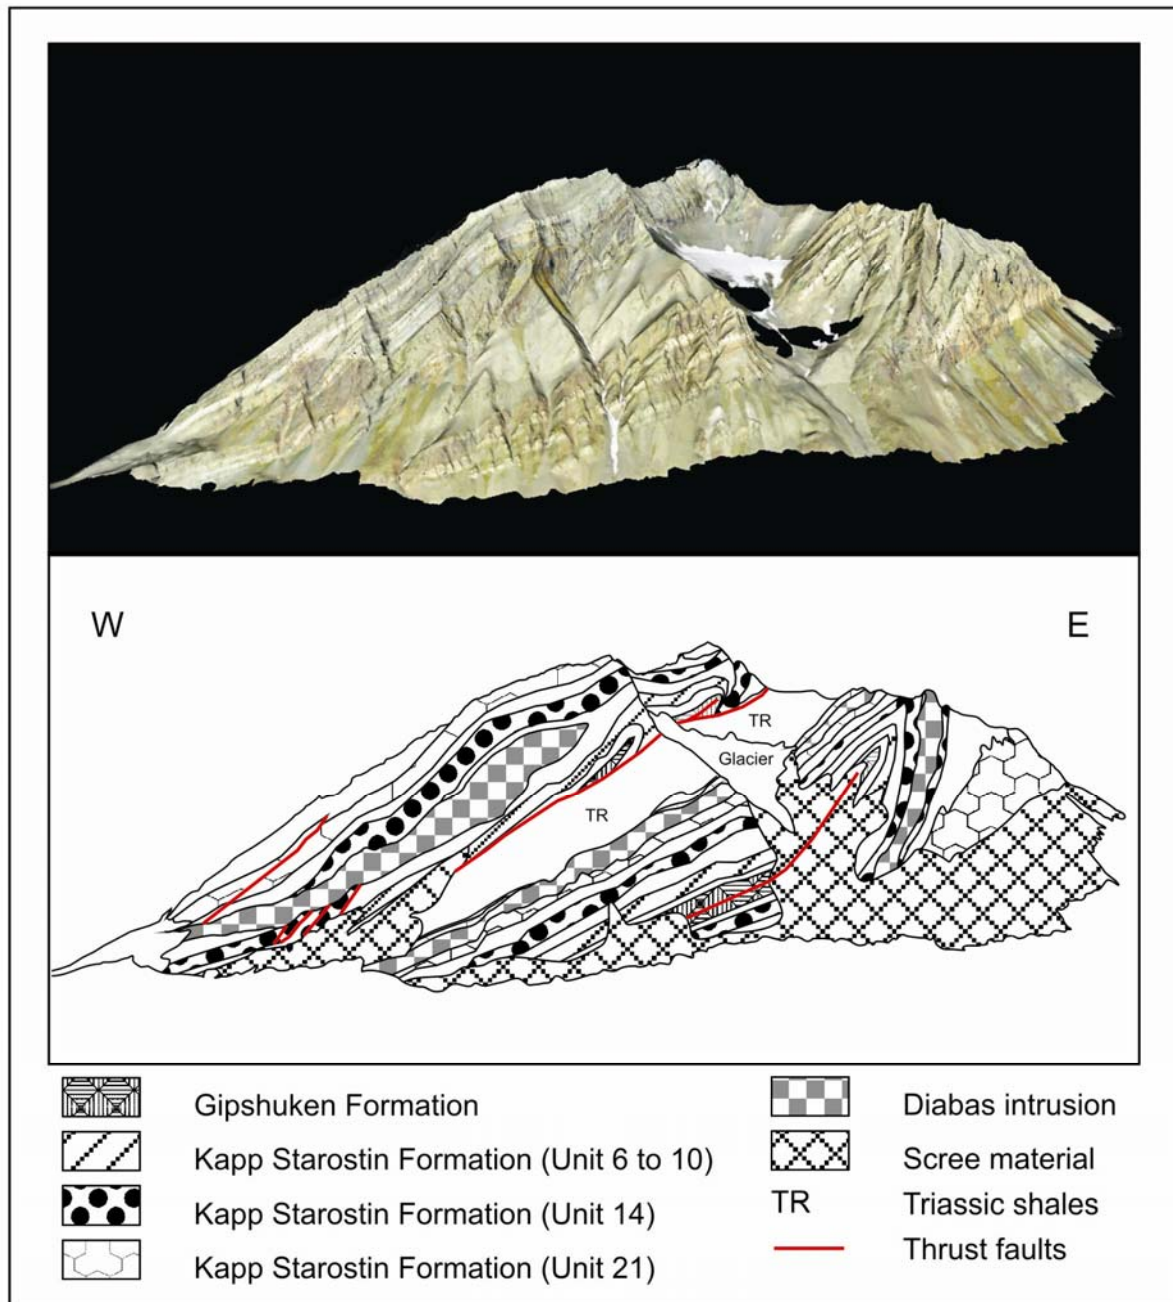 W
E
TR
Glacier
TR
Gipshuken Formation
Kapp Starostin Formation (Unit 6 to 10)
Kapp Starostin Formation (Unit 14)
Kapp Starostin Formation (Unit 21)
Diabas intrusion
Scree material
TR Triassic shales
Thrust faults